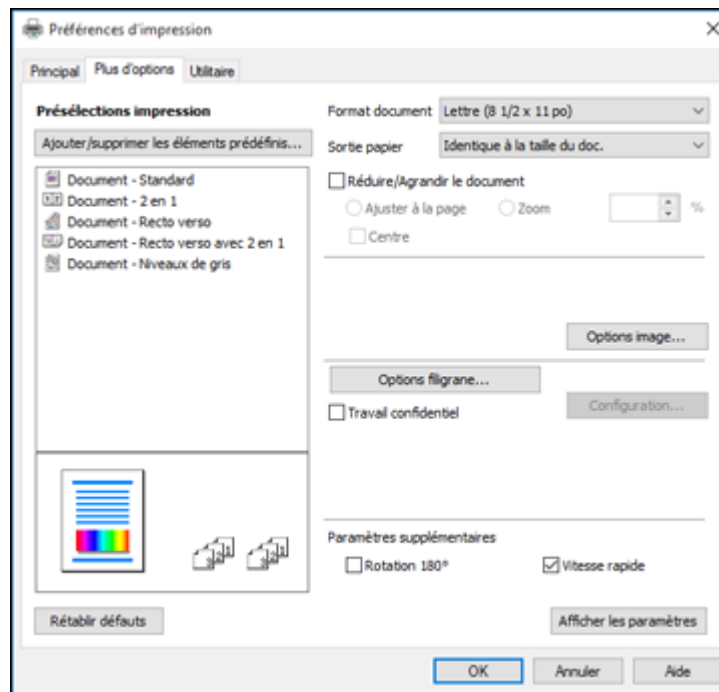 Préférences d'impression
Principal
Plus d'options
Utilitaire
Présélections impression
Ajouter/supprimer les éléments prédéfinis...
Document - Standard
Document - 2 en 1
Document - Recto verso
Document - Recto verso avec 2 en 1
Document - Niveaux de gris
Rétablir défauts
Format document Lettre (8 1/2 x 11 po)
Sortie papier Identique à la taille du doc.
Réduire/Agrandir le document
Ajuster à la page Zoom %
Centre
Options image...
Options filigrane...
Travail confidentiel Configuration...
Paramètres supplémentaires
Rotation 180° Vitesse rapide
Afficher les paramètres
OK Annuler Aide